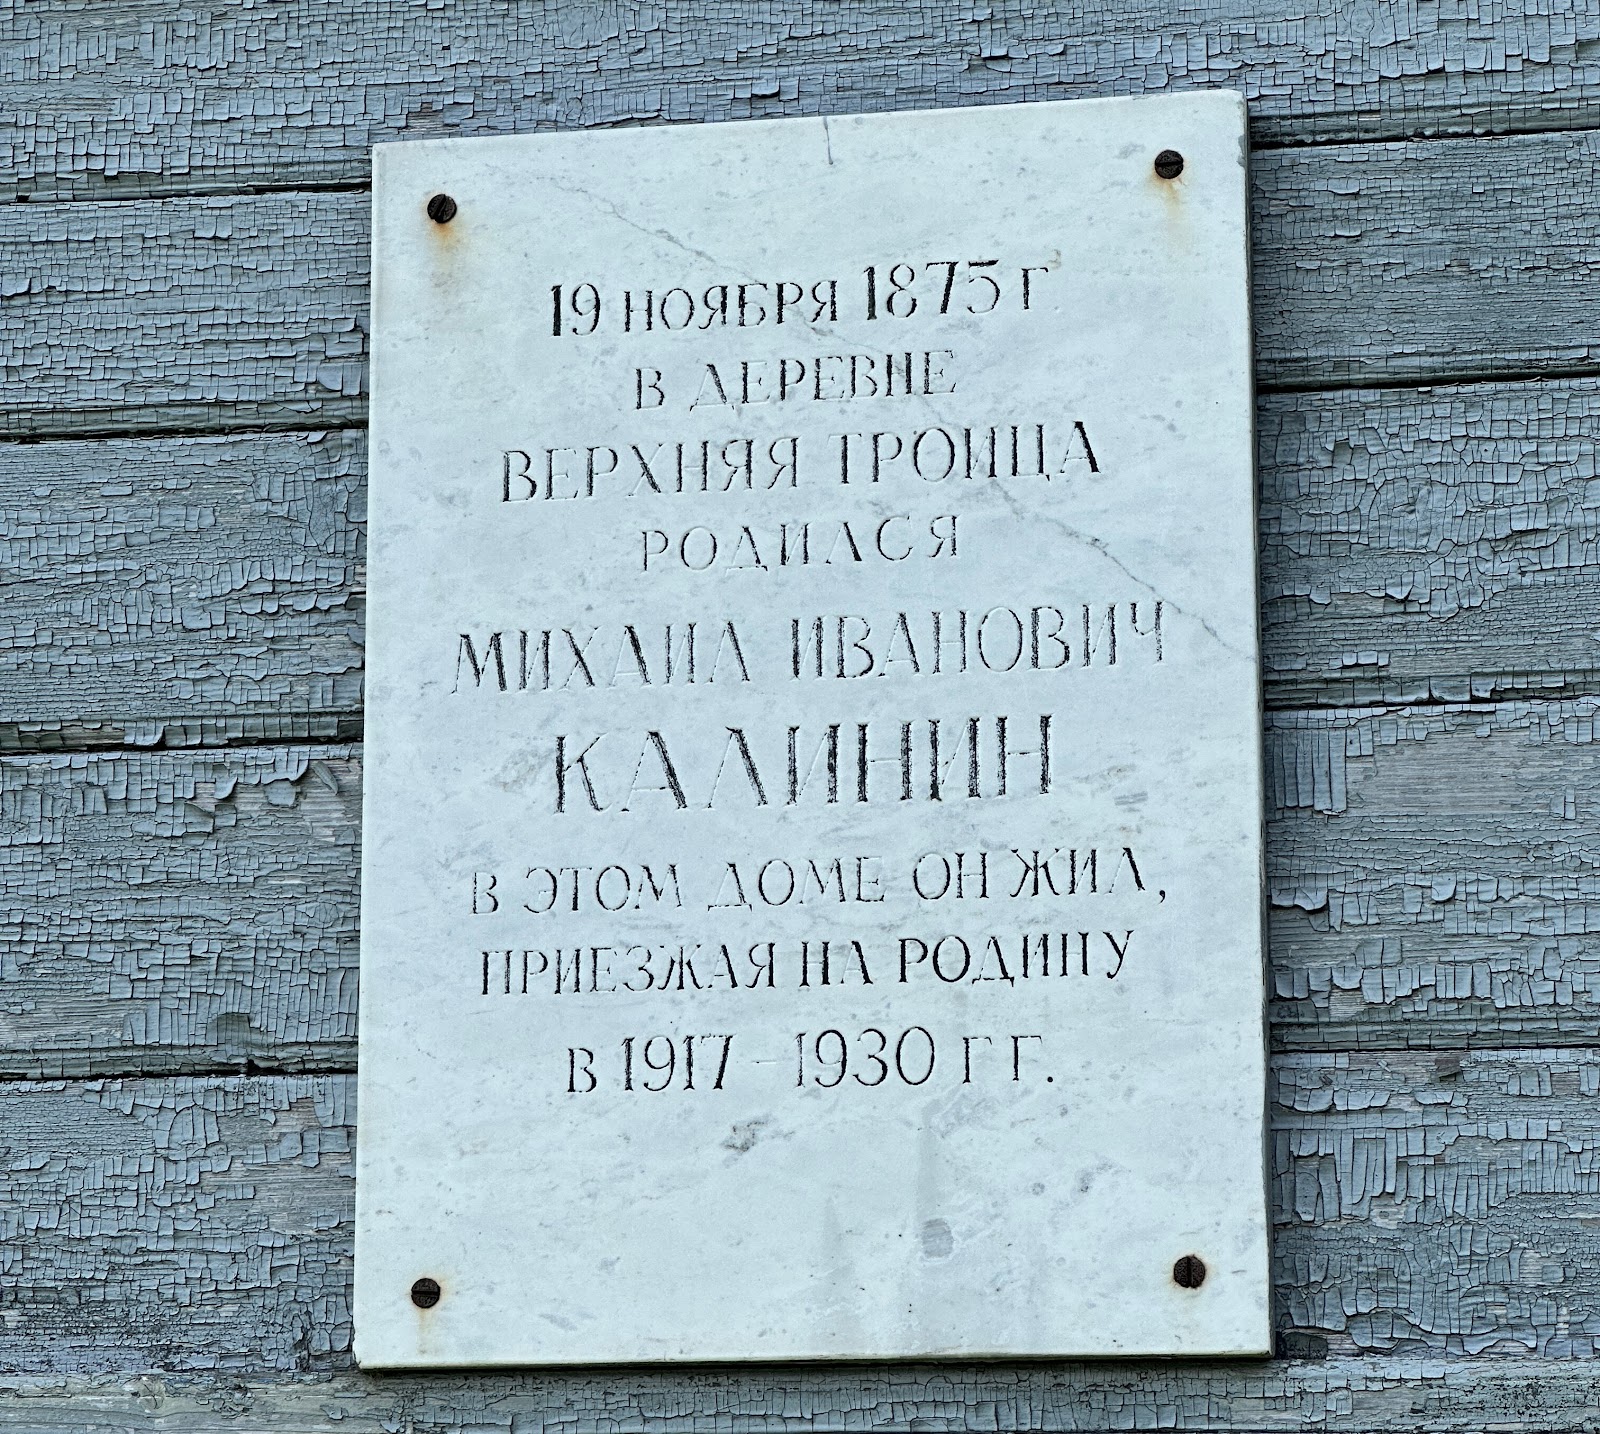 19 НОЯБРЯ 1875 Г.
В ДЕРЕВНЕ
ВЕРХНЯЯ ТРОИЦА
РОДИЛСЯ
МИХАИЛ ИВАНОВИЧ
КАЛИНИН
В ЭТОМ ДОМЕ ОН ЖИЛ,
ПРИЕЗЖАЯ НА РОДИНУ
В 1917-1930 Г Г.